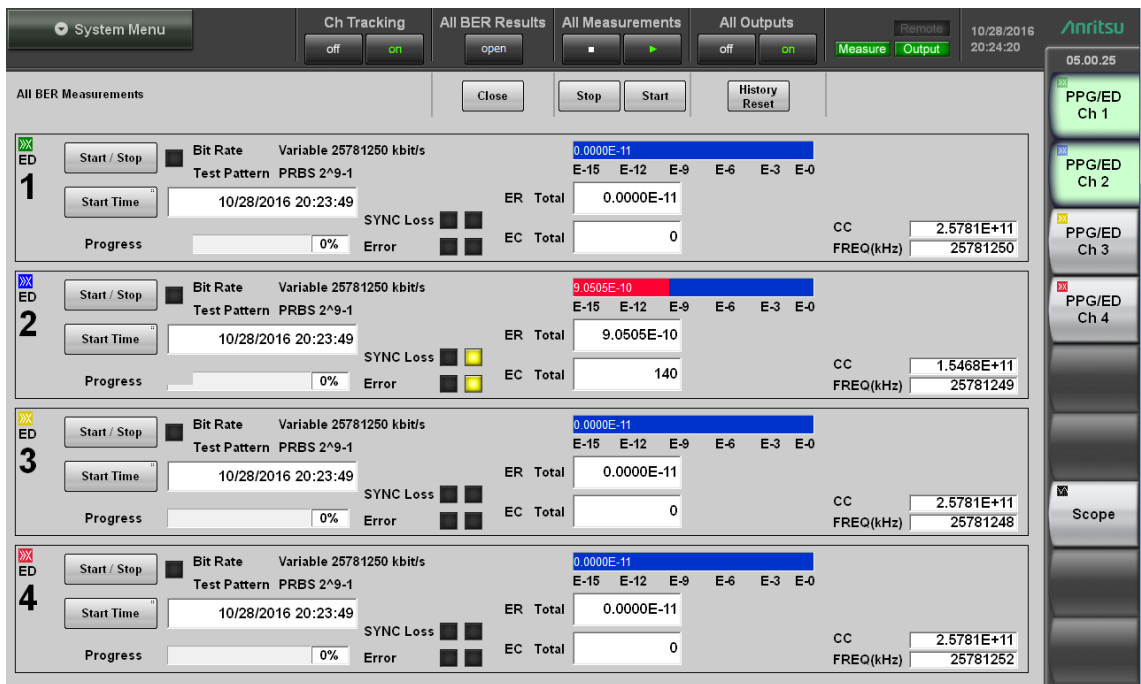 System Menu
Ch Tracking
off on
All BER Results
open
All Measurements
All Outputs
off on
Remote
Measure Output
10/28/2016
20:24:20
Anritsu
05.00.25
All BER Measurements
Close
Stop Start
History
Reset
ED
1
Start / Stop
Bit Rate Variable 25781250 kbit/s
Test Pattern PRBS 2^9-1
Start Time
10/28/2016 20:23:49
SYNC Loss
Progress 0% Error
0.0000E-11
E-15 E-12 E-9 E-6 E-3 E-0
ER Total 0.0000E-11
EC Total 0
CC 2.5781E+11
FREQ(kHz) 25781250
ED
2
Start / Stop
Bit Rate Variable 25781250 kbit/s
Test Pattern PRBS 2^9-1
Start Time
10/28/2016 20:23:49
SYNC Loss
Progress 0% Error
9.0505E-10
E-15 E-12 E-9 E-6 E-3 E-0
ER Total 9.0505E-10
EC Total 140
CC 1.5468E+11
FREQ(kHz) 25781249
ED
3
Start / Stop
Bit Rate Variable 25781250 kbit/s
Test Pattern PRBS 2^9-1
Start Time
10/28/2016 20:23:49
SYNC Loss
Progress 0% Error
0.0000E-11
E-15 E-12 E-9 E-6 E-3 E-0
ER Total 0.0000E-11
EC Total 0
CC 2.5781E+11
FREQ(kHz) 25781248
ED
4
Start / Stop
Bit Rate Variable 25781250 kbit/s
Test Pattern PRBS 2^9-1
Start Time
10/28/2016 20:23:49
SYNC Loss
Progress 0% Error
0.0000E-11
E-15 E-12 E-9 E-6 E-3 E-0
ER Total 0.0000E-11
EC Total 0
CC 2.5781E+11
FREQ(kHz) 25781252
PPG/ED
Ch 1
PPG/ED
Ch 2
PPG/ED
Ch 3
PPG/ED
Ch 4
Scope